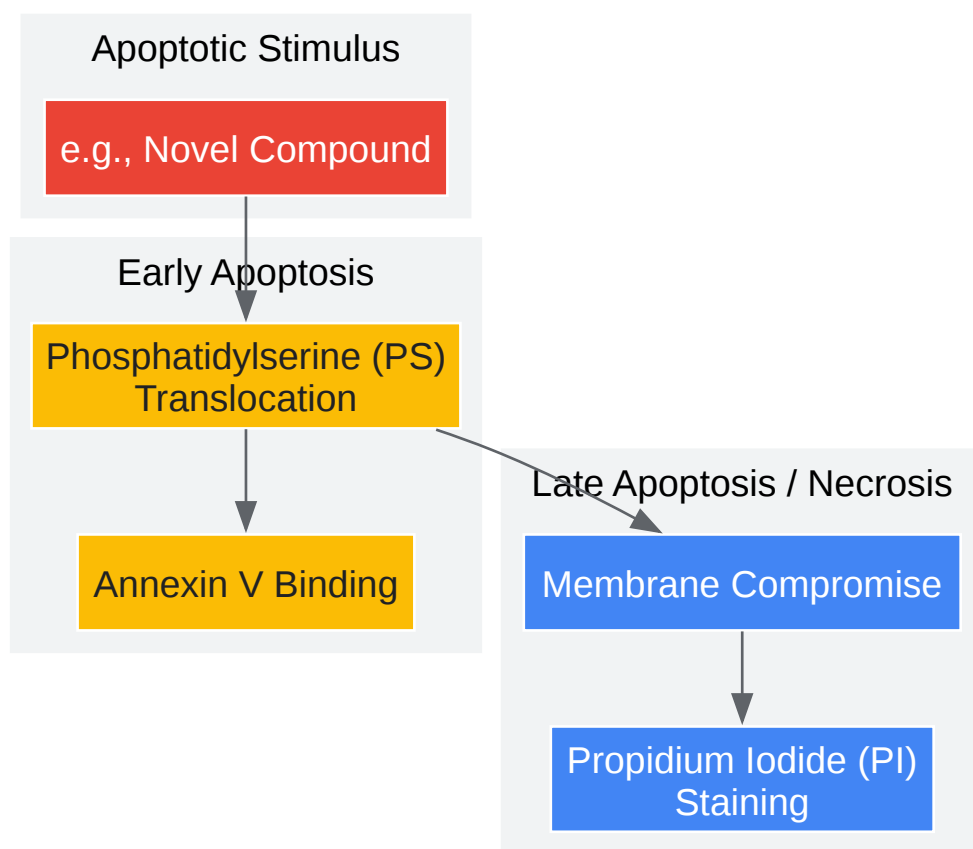 Apoptotic Stimulus
e.g., Novel Compound
Early Apoptosis
Phosphatidylserine (PS)
Translocation
Annexin V Binding
Late Apoptosis / Necrosis
Membrane Compromise
Propidium Iodide (PI)
Staining